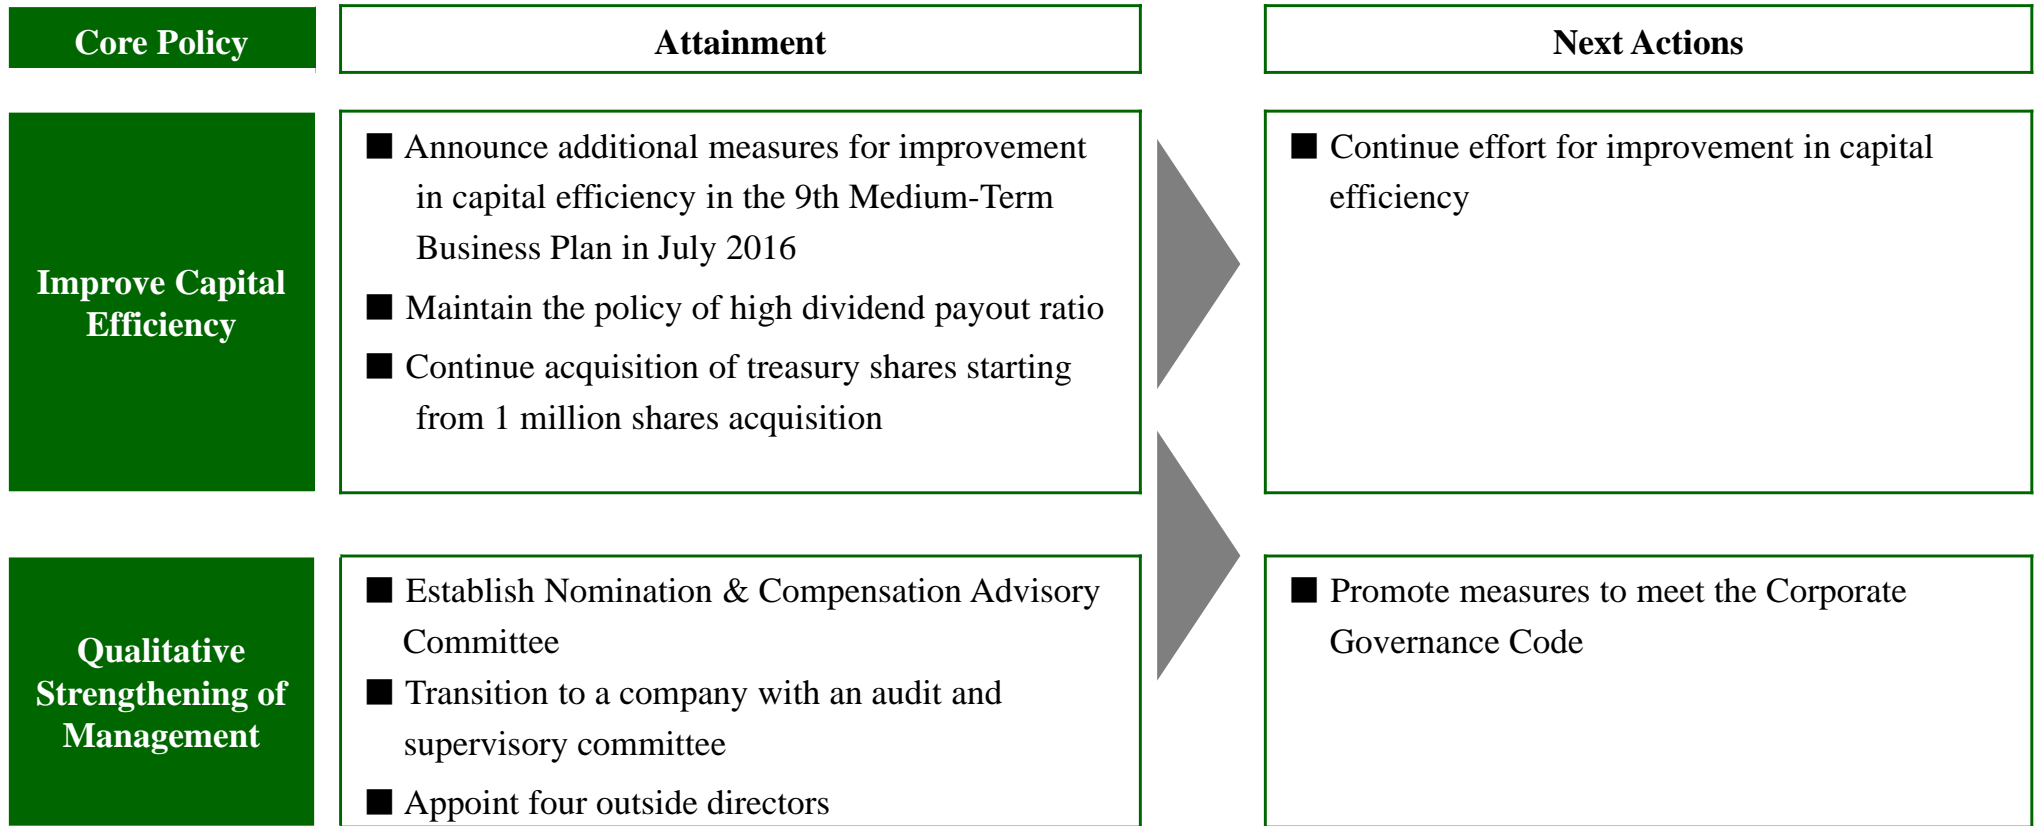 Core Policy
Attainment
Next Actions
Improve Capital
Efficiency
■ Announce additional measures for improvement
in capital efficiency in the 9th Medium-Term
Business Plan in July 2016
■ Maintain the policy of high dividend payout ratio
■ Continue acquisition of treasury shares starting
from 1 million shares acquisition
■ Continue effort for improvement in capital
efficiency
Qualitative
Strengthening of
Management
■ Establish Nomination & Compensation Advisory
Committee
■ Transition to a company with an audit and
supervisory committee
■ Appoint four outside directors
■ Promote measures to meet the Corporate
Governance Code